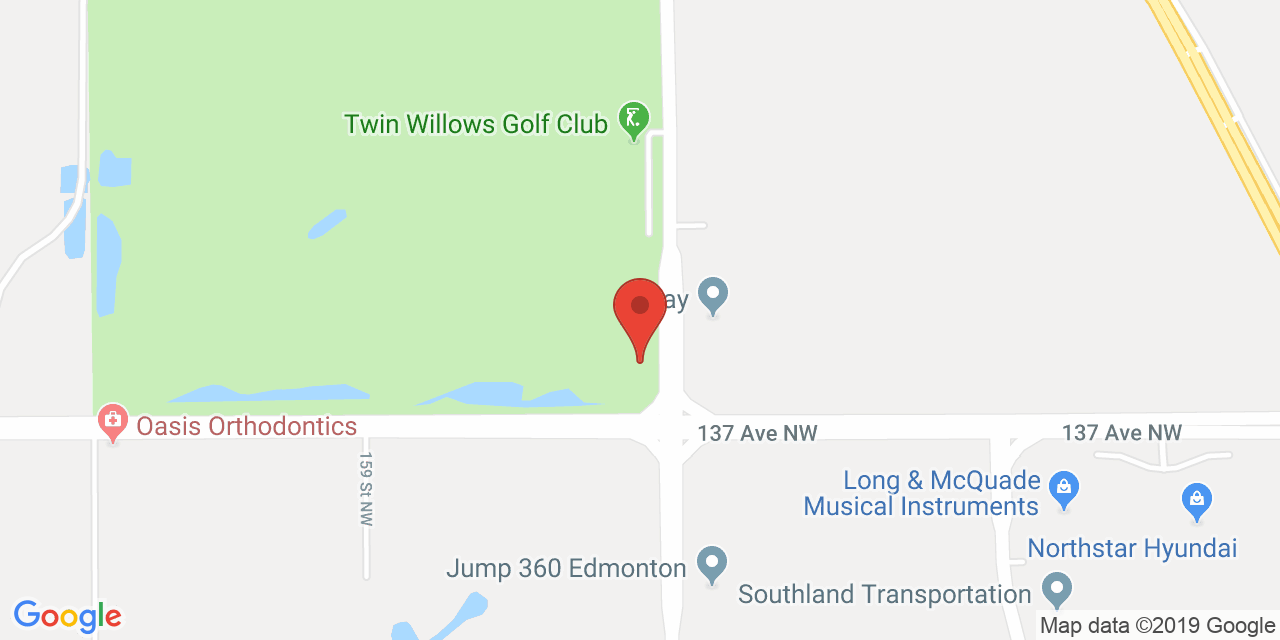 Twin Willows Golf Club
ay
Oasis Orthodontics
137 Ave NW
137 Ave NW
159 St NW
Long & McQuade
Musical Instruments
Northstar Hyundai
Jump 360 Edmonton
Southland Transportation
Google
Map data ©2019 Google